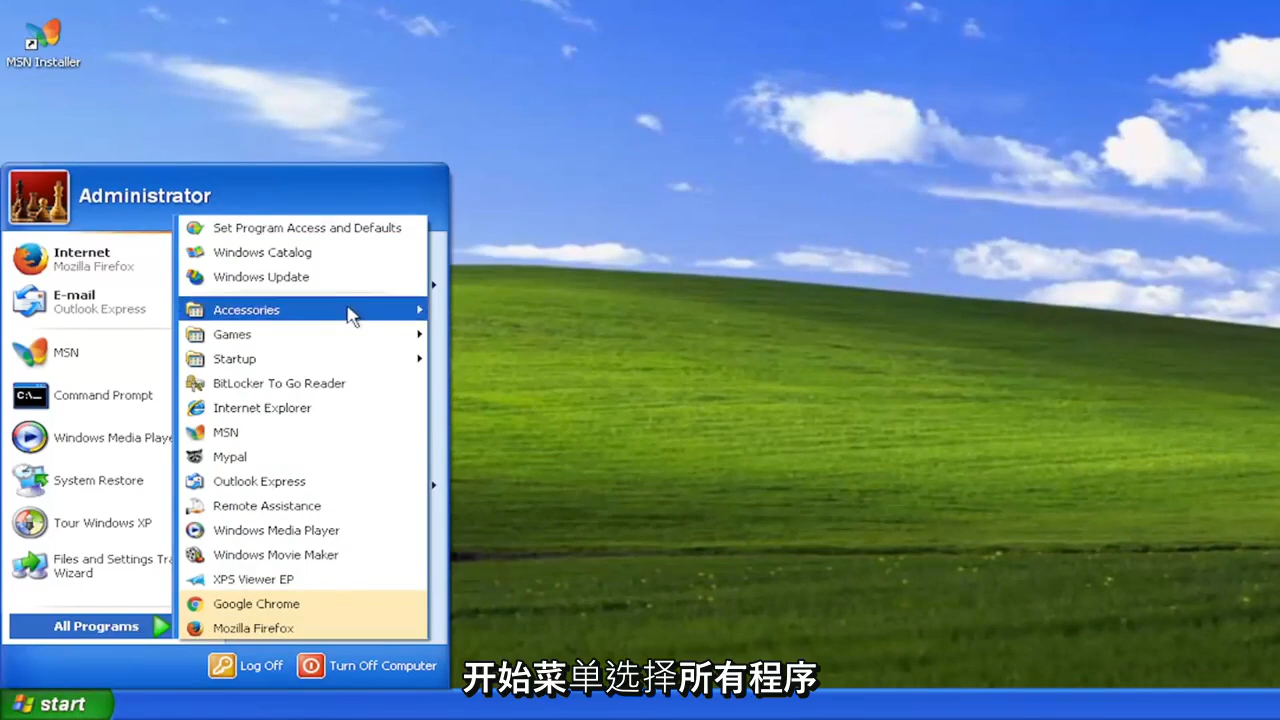 MSN Installer
Administrator
Internet
Mozilla Firefox
E-mail
Outlook Express
MSN
Command Prompt
Windows Media Playe
System Restore
Tour Windows XP
Files and Settings Tra
Wizard
All Programs
Set Program Access and Defaults
Windows Catalog
Windows Update
Accessories
Games
Startup
BitLocker To Go Reader
Internet Explorer
MSN
Mypal
Outlook Express
Remote Assistance
Windows Media Player
Windows Movie Maker
XPS Viewer EP
Google Chrome
Mozilla Firefox
Log Off
Turn Off Computer
开始菜单选择所有程序
start